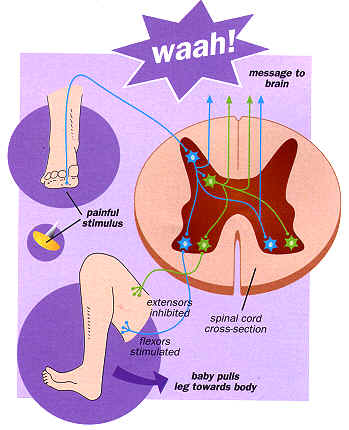 waah!
message to
brain
painful
stimulus
extensors
inhibited
spinal cord
cross-section
flexors
stimulated
baby pulls
leg towards body